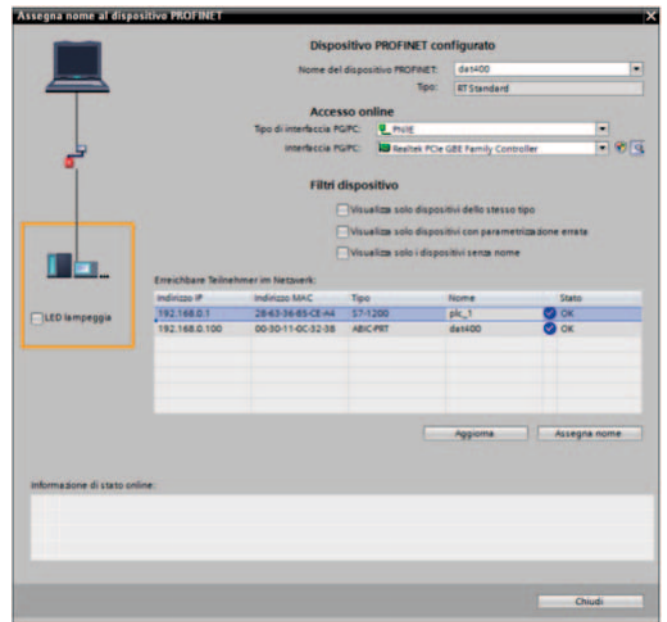 Assegna nome al dispositivo PROFINET
Dispositivo PROFINET configurato
Nome del dispositivo PROFINET: dat400
Tipo: RT Standard
Accesso online
Tipo di interfaccia PG/PC: PN/IE
Interfaccia PG/PC: Realtek PCIe GBE Family Controller
Filtri dispositivo
Visualizza solo dispositivi dello stesso tipo
Visualizza solo dispositivi con parametrizzazione errata
Visualizza solo i dispositivi senza nome
Erreichbare Teilnehmer im Netzwerk:
Indirizzo IP Indirizzo MAC Tipo Nome Stato
192.168.0.1 28-63-36-85-CE-A4 S7-1200 plc_1 OK
192.168.0.100 00-30-11-0C-32-38 ABIC-PRT dat400 OK
LED lampeggia
Aggiorna Assegna nome
Informazione di stato online:
Chiudi